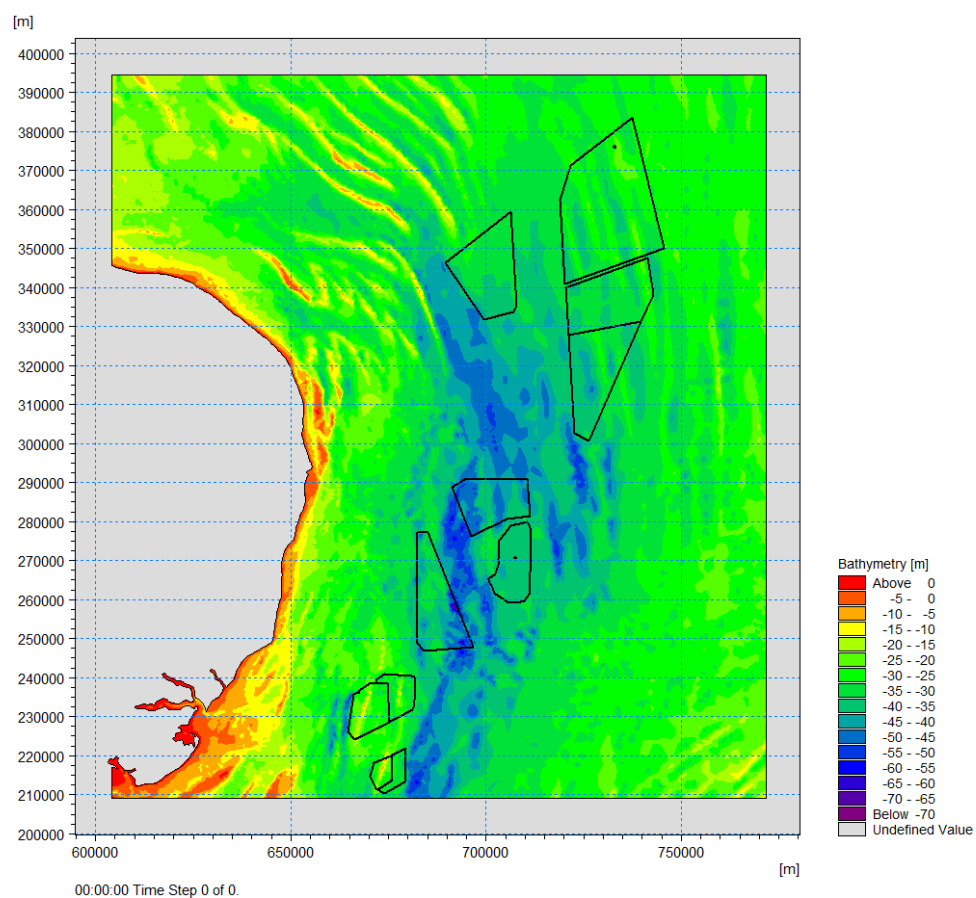 [m]
400000
390000
380000
370000
360000
350000
340000
330000
320000
310000
300000
290000
280000
270000
260000
250000
240000
230000
220000
210000
200000
600000 650000 700000 750000
[m]
00:00:00 Time Step 0 of 0.
Bathymetry [m]
Above 0
-5 - 0
-10 - -5
-15 - -10
-20 - -15
-25 - -20
-30 - -25
-35 - -30
-40 - -35
-45 - -40
-50 - -45
-55 - -50
-60 - -55
-65 - -60
-70 - -65
Below -70
Undefined Value